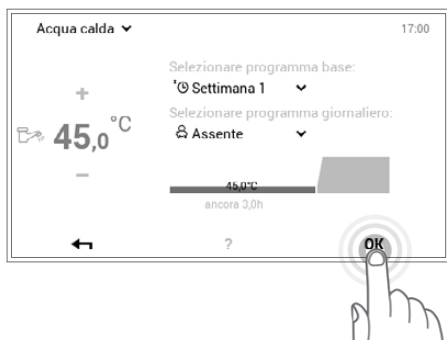 Acqua calda
17:00
Selezionare programma base:
Settimana 1
Selezionare programma giornaliero:
Assente
+
45,0°C
−
45,0°C
ancora 3,0h
?
OK